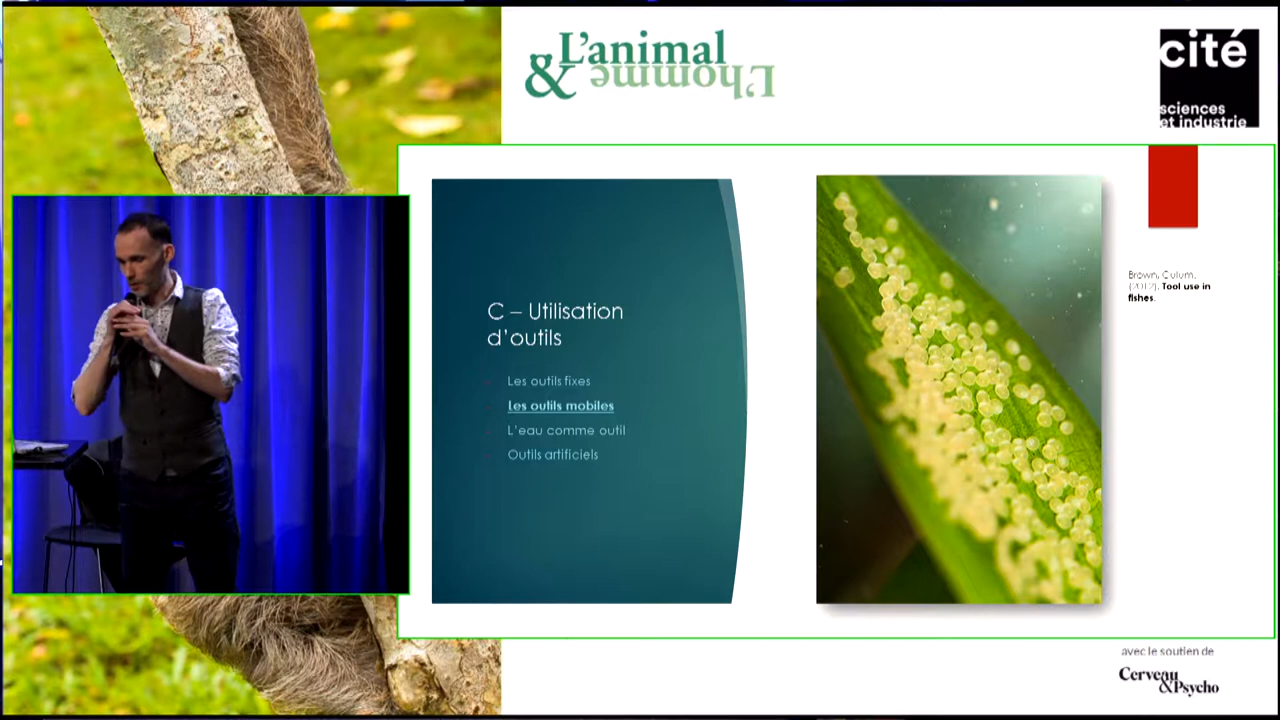 L'animal
& L'homme
cité
sciences
et industrie
C – Utilisation
d'outils
Les outils fixes
Les outils mobiles
L'eau comme outil
Outils artificiels
Brown, Culum.
(2012). Tool use in
fishes.
avec le soutien de
Cerveau
&Psycho